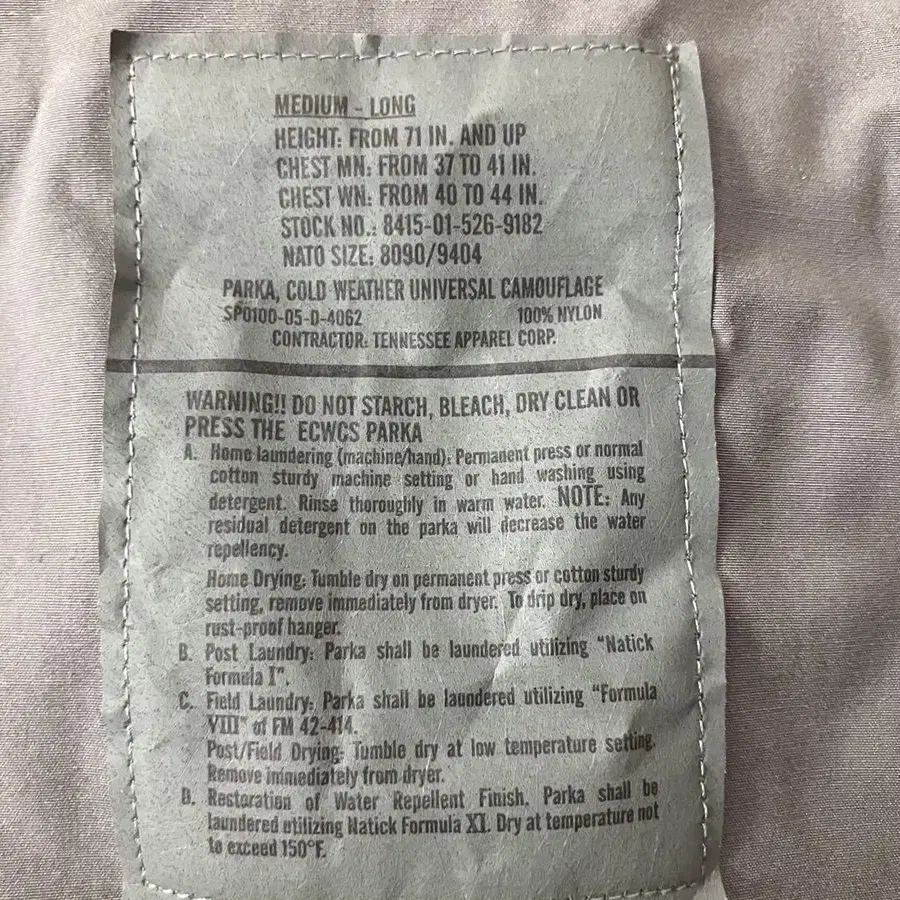 MEDIUM - LONG
HEIGHT: FROM 71 IN. AND UP
CHEST MN: FROM 37 TO 41 IN.
CHEST WN: FROM 40 TO 44 IN.
STOCK NO.: 8415-01-526-9182
NATO SIZE: 8090/9404
PARKA, COLD WEATHER UNIVERSAL CAMOUFLAGE
SP0100-05-D-4062 100% NYLON
CONTRACTOR: TENNESSEE APPAREL CORP.
WARNING!! DO NOT STARCH, BLEACH, DRY CLEAN OR
PRESS THE ECWCS PARKA
A. Home laundering (machine/hand): Permanent press or normal
cotton sturdy machine setting or hand washing using
detergent. Rinse thoroughly in warm water. NOTE: Any
residual detergent on the parka will decrease the water
repellency.
Home Drying: Tumble dry on permanent press or cotton sturdy
setting, remove immediately from dryer. To drip dry, place on
rust-proof hanger.
B. Post Laundry: Parka shall be laundered utilizing "Natick
Formula I".
C. Field Laundry: Parka shall be laundered utilizing "Formula
VIII" of FM 42-414.
Post/Field Drying: Tumble dry at low temperature setting.
Remove immediately from dryer.
D. Restoration of Water Repellent Finish. Parka shall be
laundered utilizing Natick Formula XI. Dry at temperature not
to exceed 150°F.